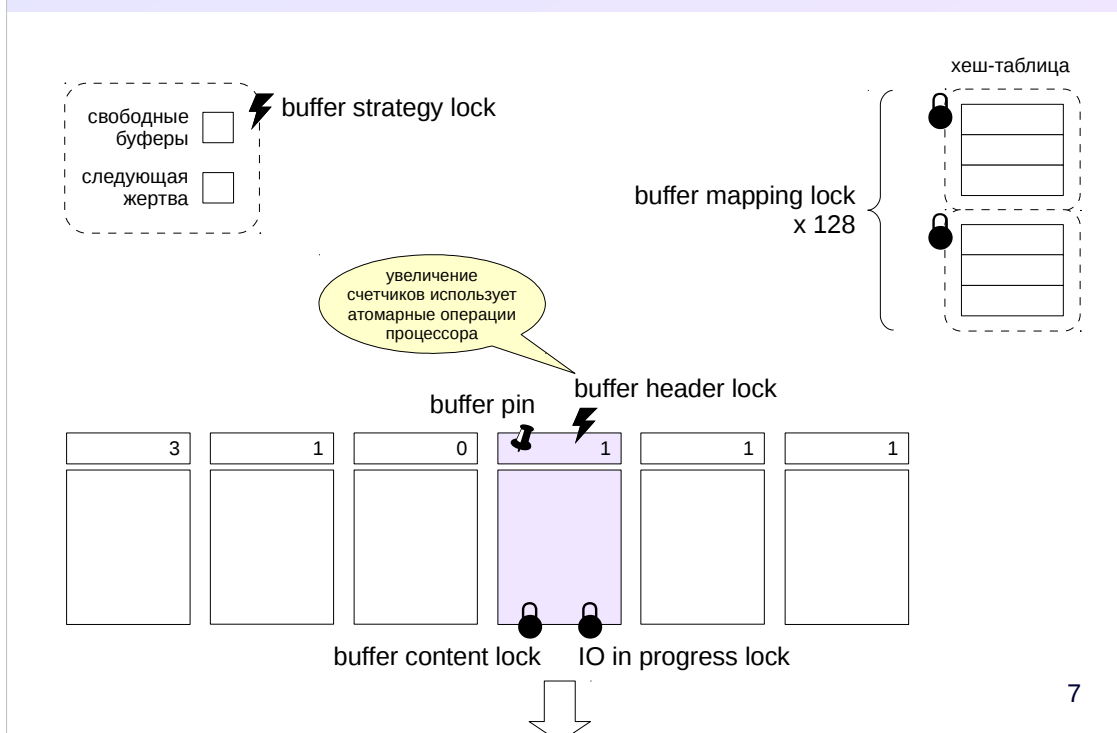 хеш-таблица
свободные
буферы
buffer strategy lock
следующая
жертва
buffer mapping lock
x 128
увеличение
счетчиков использует
атомарные операции
процессора
buffer header lock
buffer pin
3
1
0
1
1
1
buffer content lock
IO in progress lock
7